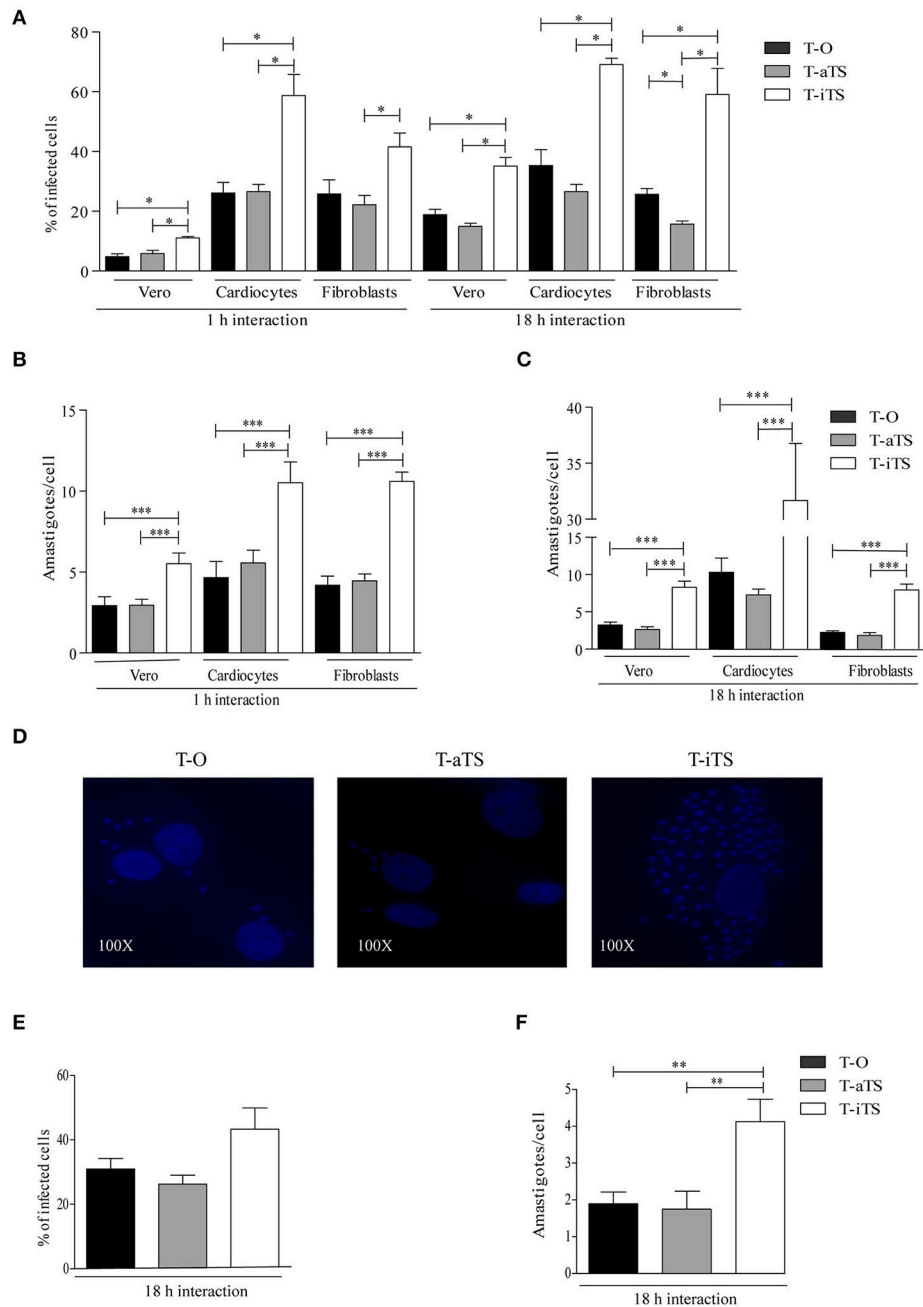 A
80
60
40
20
0
% of infected cells
* * * * * * * * * * * *
T-O
T-aTS
T-iTS
Vero Cardiocytes Fibroblasts Vero Cardiocytes Fibroblasts
1 h interaction 18 h interaction
B
15
10
5
0
Amastigotes/cell
*** *** *** *** *** ***
Vero Cardiocytes Fibroblasts
1 h interaction
C
40
35
30
10
5
0
Amastigotes/cell
*** *** *** *** *** ***
T-O
T-aTS
T-iTS
Vero Cardiocytes Fibroblasts
18 h interaction
D
T-O T-aTS T-iTS
100X 100X 100X
E
60
40
20
0
% of infected cells
18 h interaction
F
5
4
3
2
1
0
Amastigotes/cell
**
**
T-O
T-aTS
T-iTS
18 h interaction